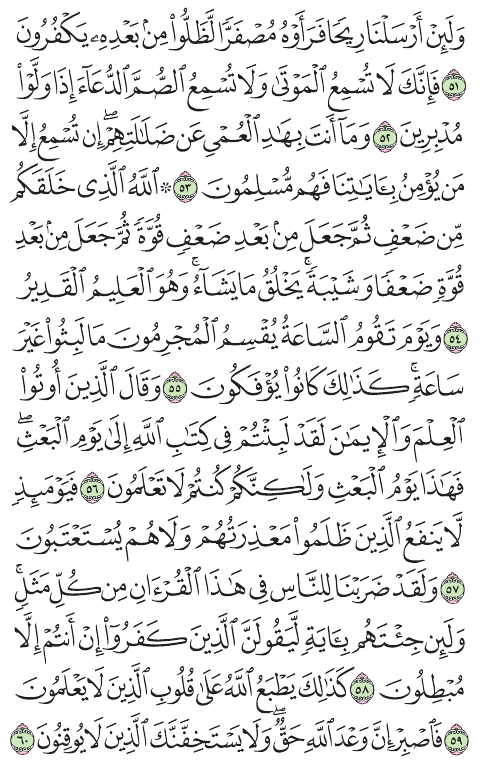 وَلَئِنْ أَرْسَلْنَا رِيحًا فَرَأَوْهُ مُصْفَرًّا لَّظَلُّوا۟ مِنۢ بَعْدِهِۦ يَكْفُرُونَ
۝٥١ فَإِنَّكَ لَا تُسْمِعُ ٱلْمَوْتَىٰ وَلَا تُسْمِعُ ٱلصُّمَّ ٱلدُّعَآءَ إِذَا وَلَّوْا۟
مُدْبِرِينَ ۝٥٢ وَمَآ أَنتَ بِهَٰدِ ٱلْعُمْىِ عَن ضَلَٰلَتِهِمْ ۖ إِن تُسْمِعُ إِلَّا
مَن يُؤْمِنُ بِـَٔايَٰتِنَا فَهُم مُّسْلِمُونَ ۝٥٣ ۞ ٱللَّهُ ٱلَّذِى خَلَقَكُم
مِّن ضَعْفٍ ثُمَّ جَعَلَ مِنۢ بَعْدِ ضَعْفٍ قُوَّةً ثُمَّ جَعَلَ مِنۢ بَعْدِ
قُوَّةٍ ضَعْفًا وَشَيْبَةً ۚ يَخْلُقُ مَا يَشَآءُ ۖ وَهُوَ ٱلْعَلِيمُ ٱلْقَدِيرُ
۝٥٤ وَيَوْمَ تَقُومُ ٱلسَّاعَةُ يُقْسِمُ ٱلْمُجْرِمُونَ مَا لَبِثُوا۟ غَيْرَ
سَاعَةٍ ۚ كَذَٰلِكَ كَانُوا۟ يُؤْفَكُونَ ۝٥٥ وَقَالَ ٱلَّذِينَ أُوتُوا۟
ٱلْعِلْمَ وَٱلْإِيمَٰنَ لَقَدْ لَبِثْتُمْ فِى كِتَٰبِ ٱللَّهِ إِلَىٰ يَوْمِ ٱلْبَعْثِ ۖ
فَهَٰذَا يَوْمُ ٱلْبَعْثِ وَلَٰكِنَّكُمْ كُنتُمْ لَا تَعْلَمُونَ ۝٥٦ فَيَوْمَئِذٍ
لَّا يَنفَعُ ٱلَّذِينَ ظَلَمُوا۟ مَعْذِرَتُهُمْ وَلَا هُمْ يُسْتَعْتَبُونَ
۝٥٧ وَلَقَدْ ضَرَبْنَا لِلنَّاسِ فِى هَٰذَا ٱلْقُرْءَانِ مِن كُلِّ مَثَلٍ ۚ
وَلَئِن جِئْتَهُم بِـَٔايَةٍ لَّيَقُولَنَّ ٱلَّذِينَ كَفَرُوٓا۟ إِنْ أَنتُمْ إِلَّا
مُبْطِلُونَ ۝٥٨ كَذَٰلِكَ يَطْبَعُ ٱللَّهُ عَلَىٰ قُلُوبِ ٱلَّذِينَ لَا يَعْلَمُونَ
۝٥٩ فَٱصْبِرْ إِنَّ وَعْدَ ٱللَّهِ حَقٌّ ۖ وَلَا يَسْتَخِفَّنَّكَ ٱلَّذِينَ لَا يُوقِنُونَ ۝٦٠